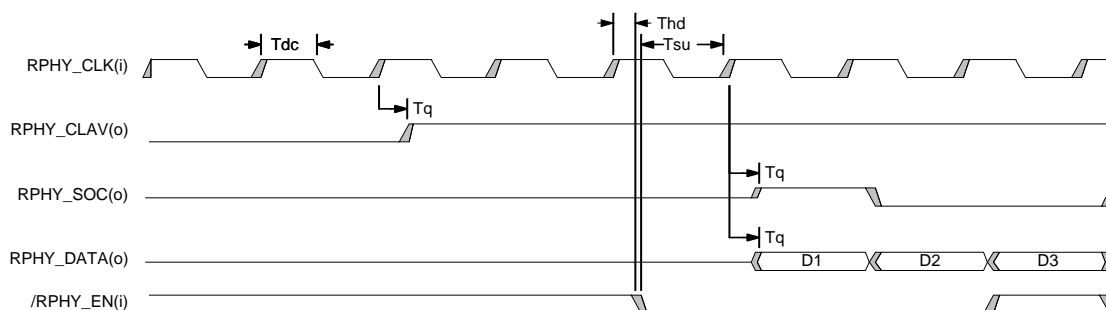 Thd
Tdc
Tsu
RPHY_CLK(i)
Tq
RPHY_CLAV(o)
Tq
RPHY_SOC(o)
Tq
RPHY_DATA(o)
D1
D2
D3
/RPHY_EN(i)